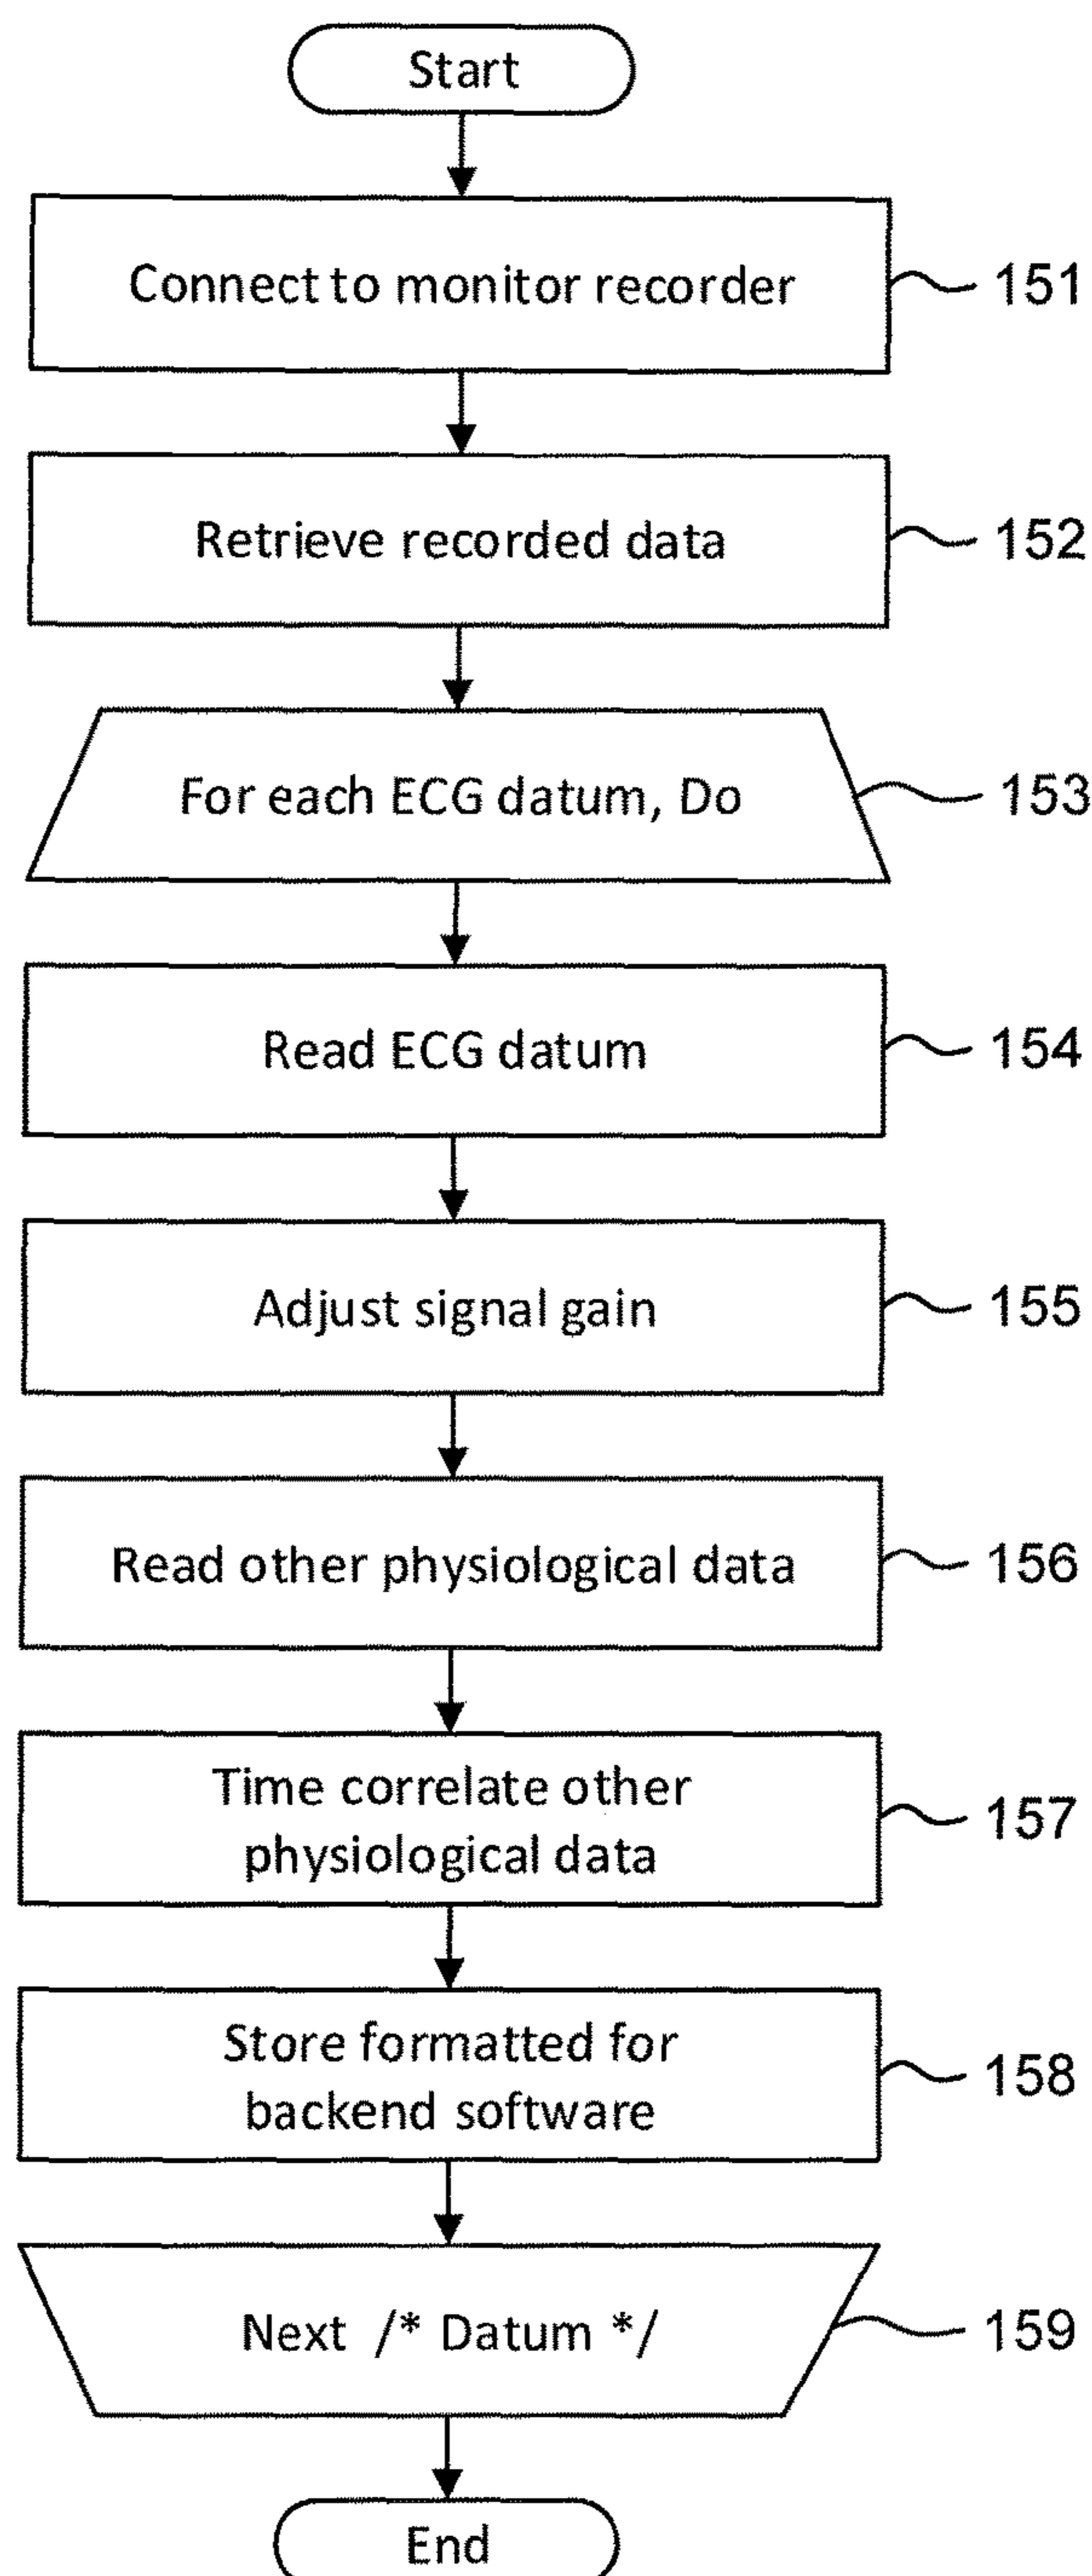 Start
Connect to monitor recorder
151
Retrieve recorded data
152
For each ECG datum, Do
153
Read ECG datum
154
Adjust signal gain
155
Read other physiological data
156
Time correlate other
physiological data
157
Store formatted for
backend software
158
Next /* Datum */
159
End